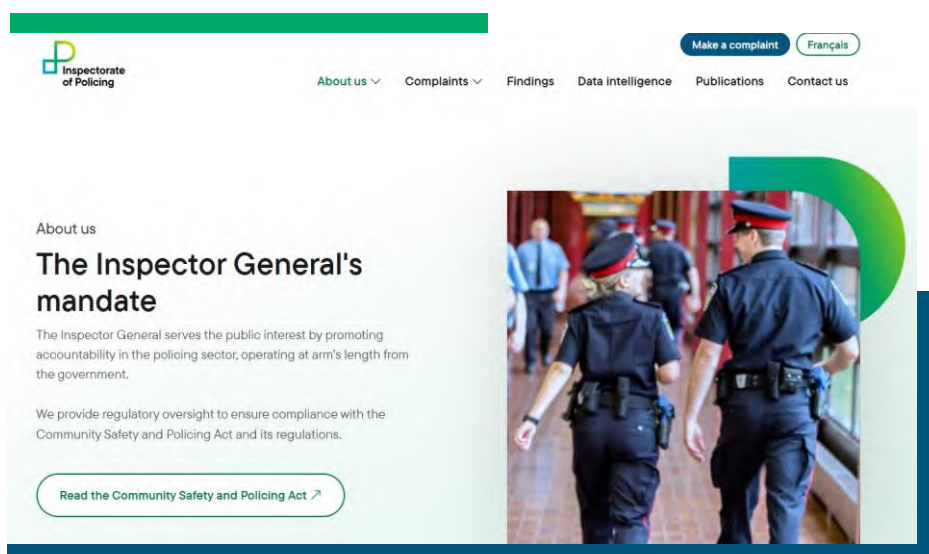 Make a complaint
Français
Inspectorate
of Policing
About us
Complaints
Findings
Data intelligence
Publications
Contact us
About us
The Inspector General's
mandate
The Inspector General serves the public interest by promoting
accountability in the policing sector, operating at arm's length from
the government.
We provide regulatory oversight to ensure compliance with the
Community Safety and Policing Act and its regulations.
Read the Community Safety and Policing Act